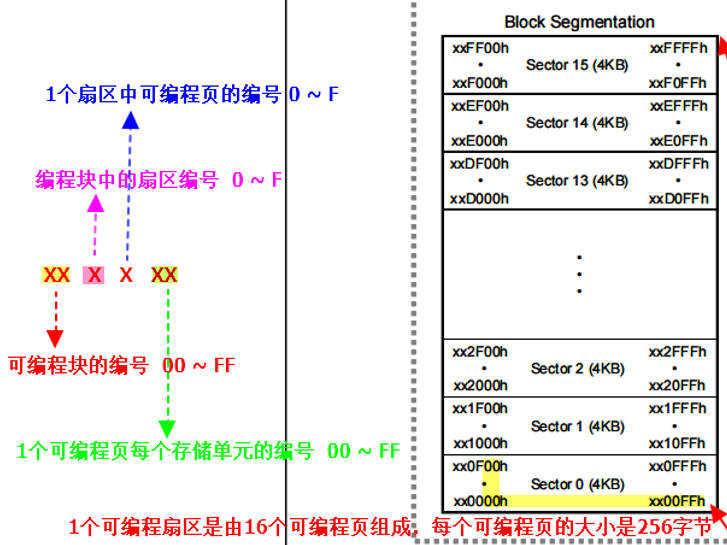 Block Segmentation
xxFF00h xxFFFFh
• Sector 15 (4KB) •
xxF000h xxF0FFh
xxEF00h xxEFFFh
• Sector 14 (4KB) •
xxE000h xxE0FFh
xxDF00h xxDFFFh
• Sector 13 (4KB) •
xxD000h xxD0FFh
xx2F00h xx2FFFh
• Sector 2 (4KB) •
xx2000h xx20FFh
xx1F00h xx1FFFh
• Sector 1 (4KB) •
xx1000h xx10FFh
xx0F00h xx0FFFh
• Sector 0 (4KB) •
xx0000h xx00FFh
1个扇区中可编程页的编号 0 ~ F
编程块中的扇区编号 0 ~ F
XX X X XX
可编程块的编号 00 ~ FF
1个可编程页每个存储单元的编号 00 ~ FF
1个可编程扇区是由16个可编程页组成，每个可编程页的大小是256字节